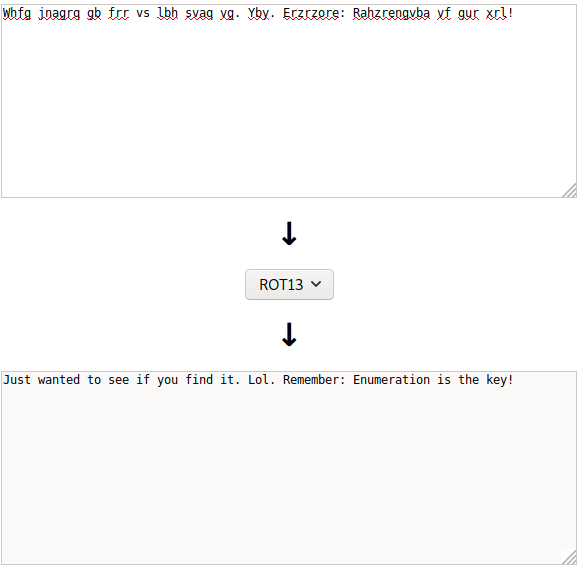 Whfg jnagrq gb frr vs lbh svaq vg. Yby. Erzrzore: Rahzrengvba vf gur xrl!
↓
ROT13
↓
Just wanted to see if you find it. Lol. Remember: Enumeration is the key!